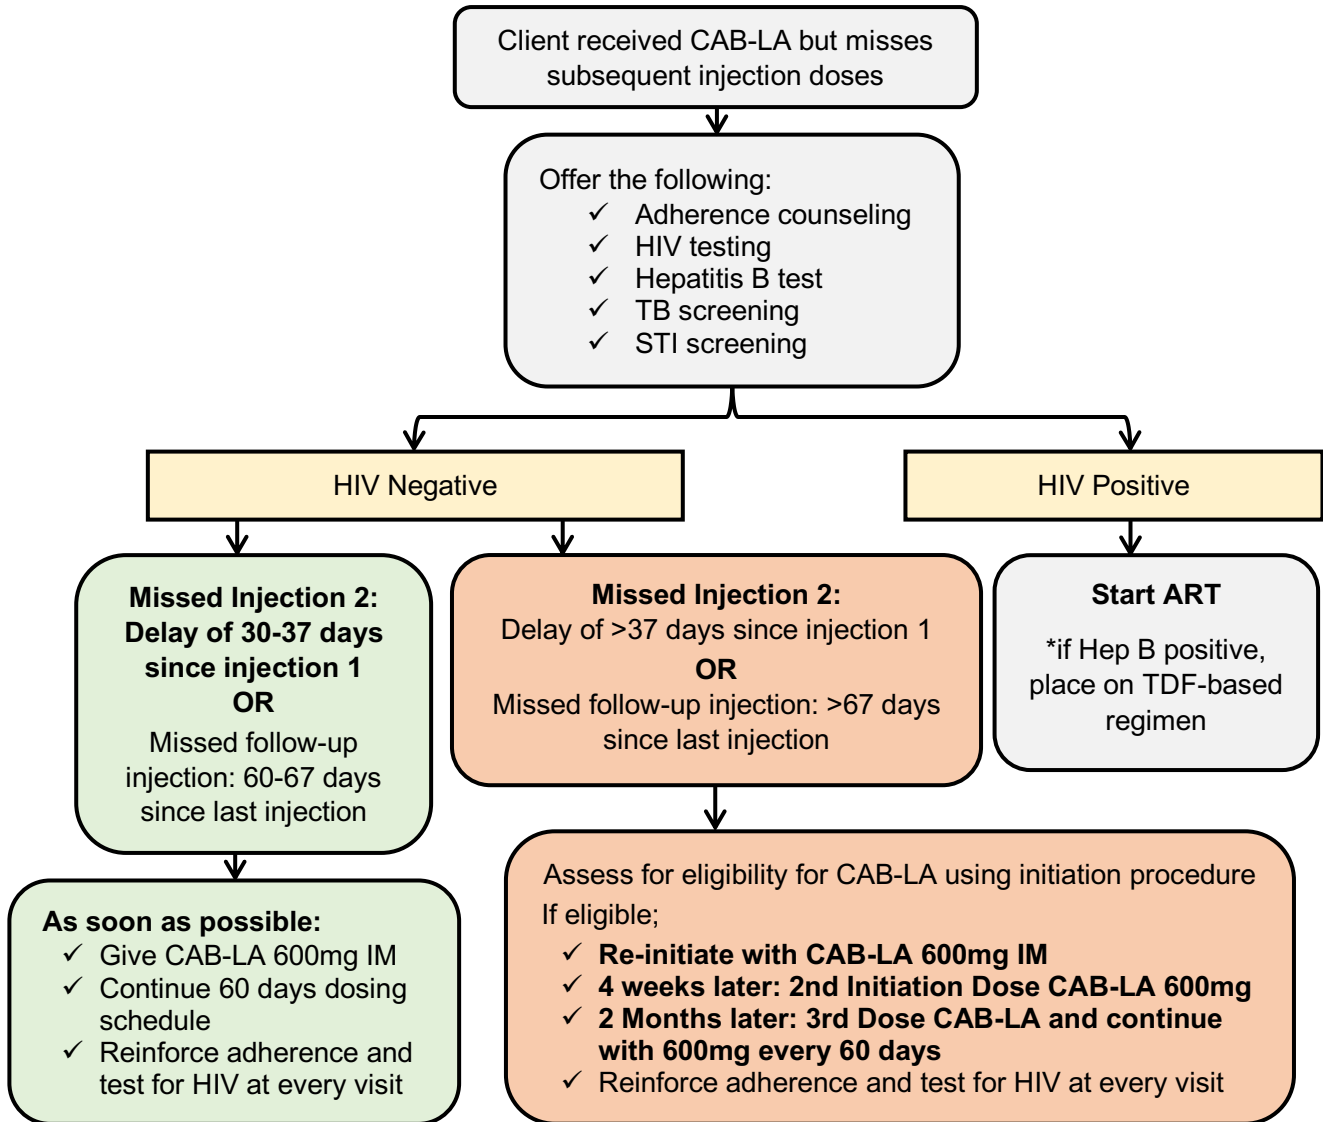 Client received CAB-LA but misses
subsequent injection doses
Offer the following:
✓ Adherence counseling
✓ HIV testing
✓ Hepatitis B test
✓ TB screening
✓ STI screening
HIV Negative
HIV Positive
Missed Injection 2:
Delay of 30-37 days
since injection 1
OR
Missed follow-up
injection: 60-67 days
since last injection
Missed Injection 2:
Delay of >37 days since injection 1
OR
Missed follow-up injection: >67 days
since last injection
Start ART
*if Hep B positive,
place on TDF-based
regimen
As soon as possible:
✓ Give CAB-LA 600mg IM
✓ Continue 60 days dosing
schedule
✓ Reinforce adherence and
test for HIV at every visit
Assess for eligibility for CAB-LA using initiation procedure
If eligible;
✓ Re-initiate with CAB-LA 600mg IM
✓ 4 weeks later: 2nd Initiation Dose CAB-LA 600mg
✓ 2 Months later: 3rd Dose CAB-LA and continue
with 600mg every 60 days
✓ Reinforce adherence and test for HIV at every visit